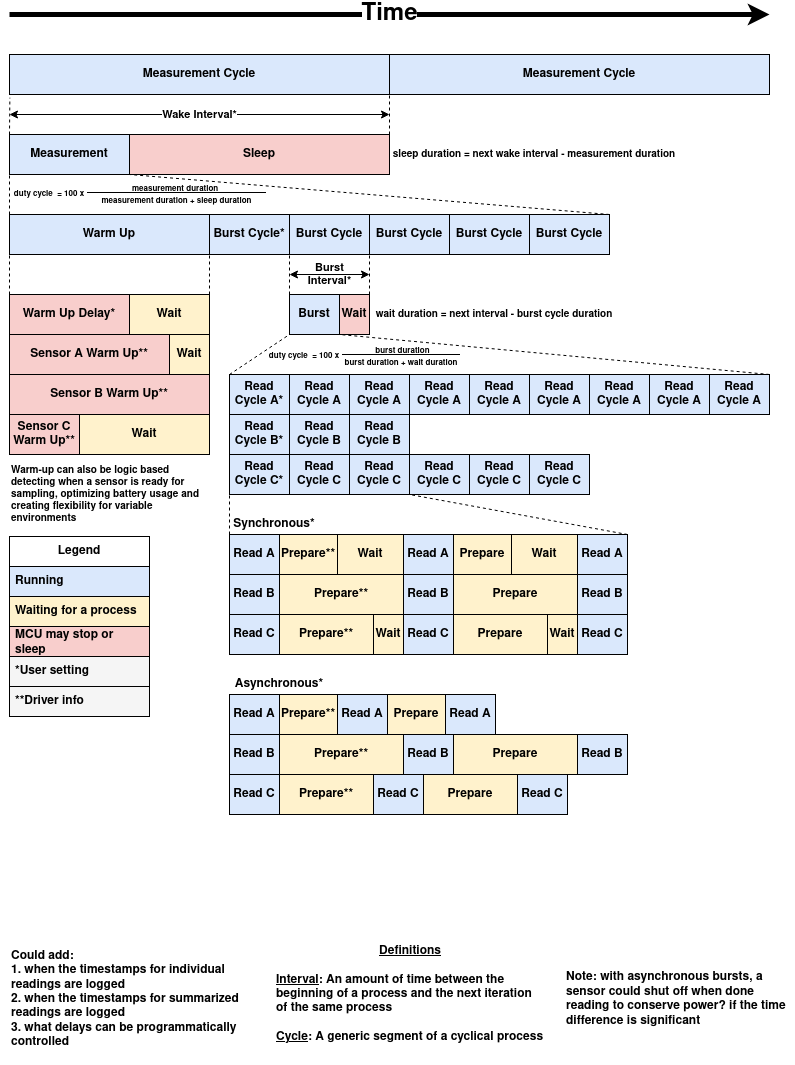 Time
Measurement Cycle
Measurement Cycle
Wake Interval*
Measurement
Sleep
sleep duration = next wake interval - measurement duration
duty cycle = 100 x
measurement duration
measurement duration + sleep duration
Warm Up
Burst Cycle*
Burst Cycle
Burst Cycle
Burst Cycle
Burst Cycle
Burst
Interval*
Warm Up Delay*
Wait
Burst
Wait
wait duration = next interval - burst cycle duration
Sensor A Warm Up**
Wait
duty cycle = 100 x
burst duration
burst duration + wait duration
Sensor B Warm Up**
Read
Cycle A*
Read
Cycle A
Read
Cycle A
Read
Cycle A
Read
Cycle A
Read
Cycle A
Read
Cycle A
Read
Cycle A
Read
Cycle A
Sensor C
Warm Up**
Wait
Read
Cycle B*
Read
Cycle B
Read
Cycle B
Read
Cycle C*
Read
Cycle C
Read
Cycle C
Read
Cycle C
Read
Cycle C
Read
Cycle C
Warm-up can also be logic based
detecting when a sensor is ready for
sampling, optimizing battery usage and
creating flexibility for variable
environments
Legend
Running
Waiting for a process
MCU may stop or
sleep
*User setting
**Driver info
Synchronous*
Read A
Prepare**
Wait
Read A
Prepare
Wait
Read A
Read B
Prepare**
Read B
Prepare
Read B
Read C
Prepare**
Wait
Read C
Prepare
Wait
Read C
Asynchronous*
Read A
Prepare**
Read A
Prepare
Read A
Read B
Prepare**
Read B
Prepare
Read B
Read C
Prepare**
Read C
Prepare
Read C
Could add:
1. when the timestamps for individual
readings are logged
2. when the timestamps for summarized
readings are logged
3. what delays can be programmatically
controlled
Definitions
Interval: An amount of time between the
beginning of a process and the next iteration
of the same process
Cycle: A generic segment of a cyclical process
Note: with asynchronous bursts, a
sensor could shut off when done
reading to conserve power? if the time
difference is significant